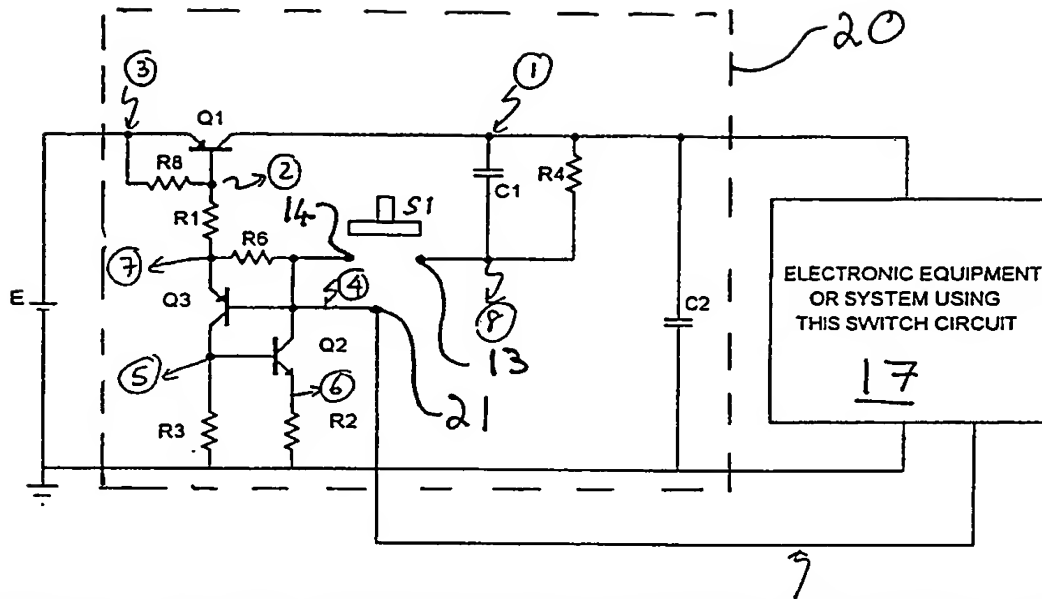 20
3
1
Q1
R8
2
C1
R4
S1
14
R1
R6
7
4
E
Q3
8
ELECTRONIC EQUIPMENT
OR SYSTEM USING
THIS SWITCH CIRCUIT
C2
Q2
13
17
5
6
21
R3
R2